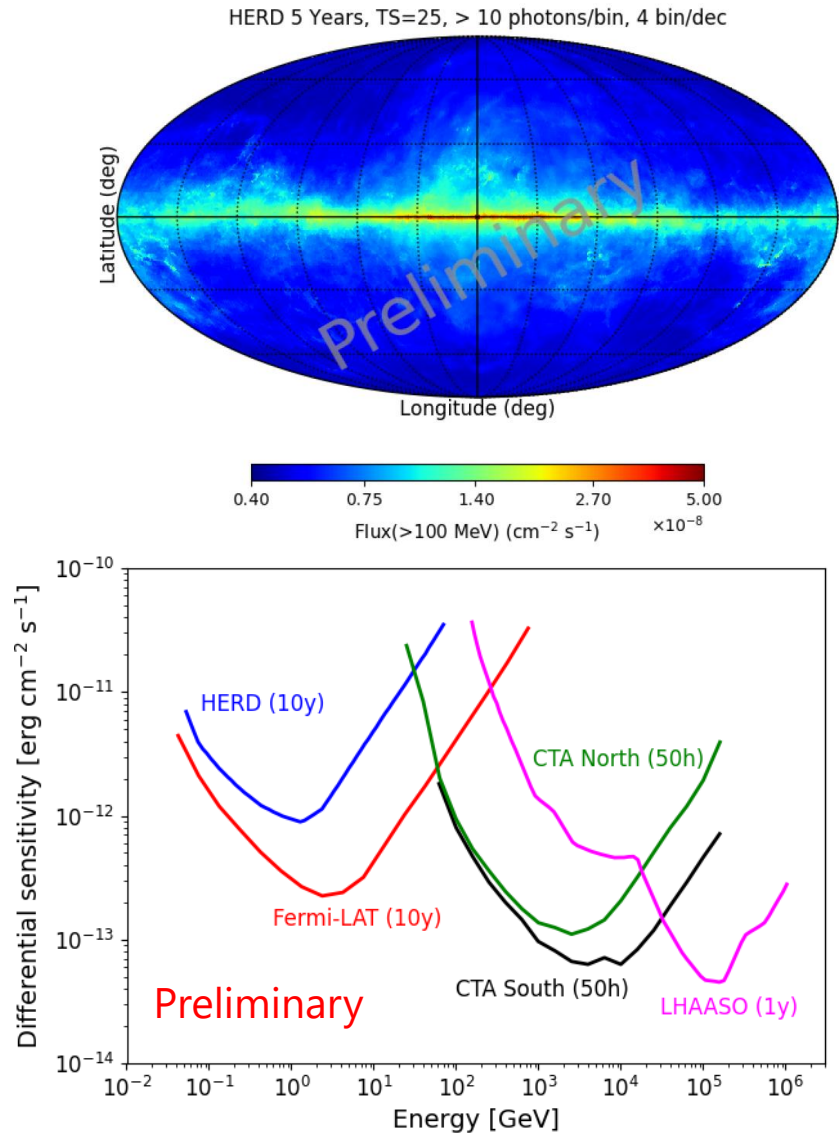 HERD 5 Years, TS=25, > 10 photons/bin, 4 bin/dec
Latitude (deg)
Preliminary
Longitude (deg)
0.40 0.75 1.40 2.70 5.00
Flux(>100 MeV) (cm⁻² s⁻¹) ×10⁻⁸
Differential sensitivity [erg cm⁻² s⁻¹]
10⁻¹⁰
10⁻¹¹
10⁻¹²
10⁻¹³
10⁻¹⁴
HERD (10y)
CTA North (50h)
Fermi-LAT (10y)
CTA South (50h)
LHAASO (1y)
Preliminary
10⁻² 10⁻¹ 10⁰ 10¹ 10² 10³ 10⁴ 10⁵ 10⁶
Energy [GeV]